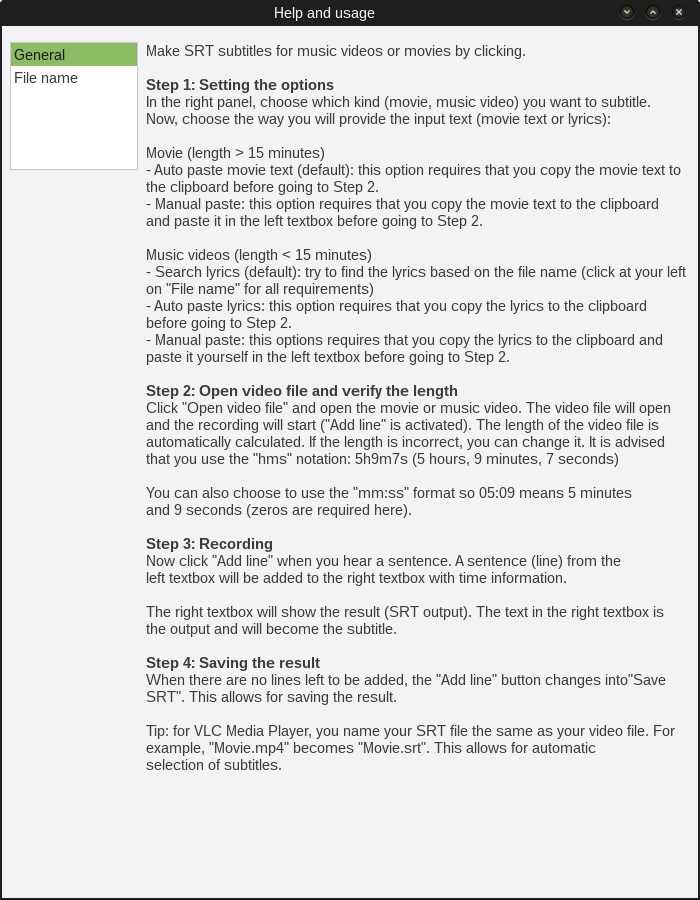 Help and usage
General
File name
Make SRT subtitles for music videos or movies by clicking.
Step 1: Setting the options
In the right panel, choose which kind (movie, music video) you want to subtitle.
Now, choose the way you will provide the input text (movie text or lyrics):
Movie (length > 15 minutes)
- Auto paste movie text (default): this option requires that you copy the movie text to
the clipboard before going to Step 2.
- Manual paste: this option requires that you copy the movie text to the clipboard
and paste it in the left textbox before going to Step 2.
Music videos (length < 15 minutes)
- Search lyrics (default): try to find the lyrics based on the file name (click at your left
on "File name" for all requirements)
- Auto paste lyrics: this option requires that you copy the lyrics to the clipboard
before going to Step 2.
- Manual paste: this options requires that you copy the lyrics to the clipboard and
paste it yourself in the left textbox before going to Step 2.
Step 2: Open video file and verify the length
Click "Open video file" and open the movie or music video. The video file will open
and the recording will start ("Add line" is activated). The length of the video file is
automatically calculated. If the length is incorrect, you can change it. It is advised
that you use the "hms" notation: 5h9m7s (5 hours, 9 minutes, 7 seconds)
You can also choose to use the "mm:ss" format so 05:09 means 5 minutes
and 9 seconds (zeros are required here).
Step 3: Recording
Now click "Add line" when you hear a sentence. A sentence (line) from the
left textbox will be added to the right textbox with time information.
The right textbox will show the result (SRT output). The text in the right textbox is
the output and will become the subtitle.
Step 4: Saving the result
When there are no lines left to be added, the "Add line" button changes into"Save
SRT". This allows for saving the result.
Tip: for VLC Media Player, you name your SRT file the same as your video file. For
example, "Movie.mp4" becomes "Movie.srt". This allows for automatic
selection of subtitles.